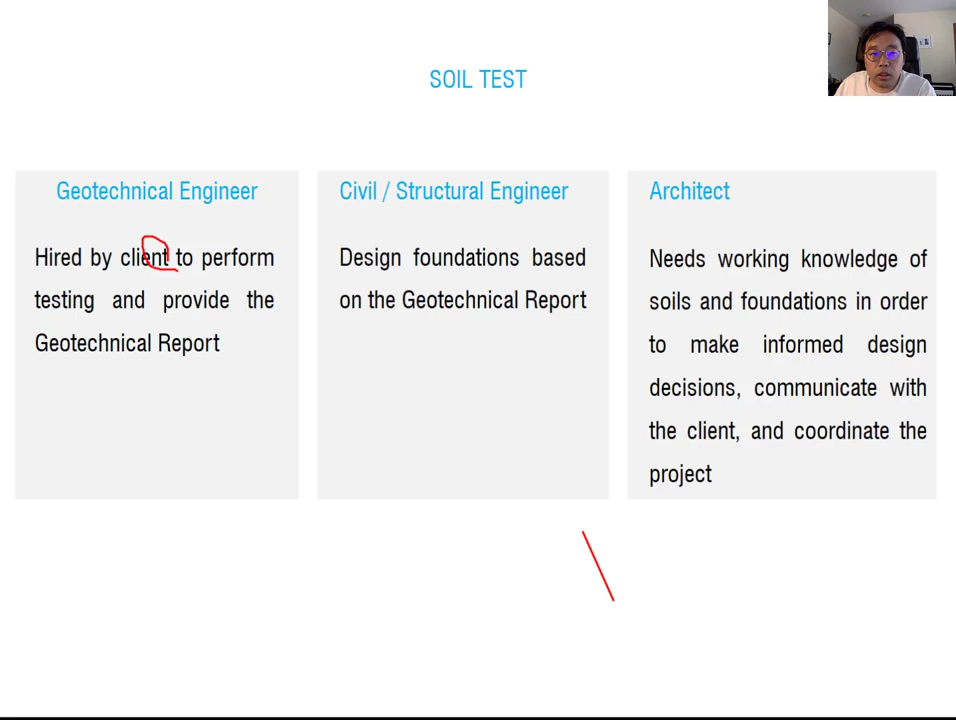 SOIL TEST
Geotechnical Engineer
Hired by client to perform
testing and provide the
Geotechnical Report
Civil / Structural Engineer
Design foundations based
on the Geotechnical Report
Architect
Needs working knowledge of
soils and foundations in order
to make informed design
decisions, communicate with
the client, and coordinate the
project